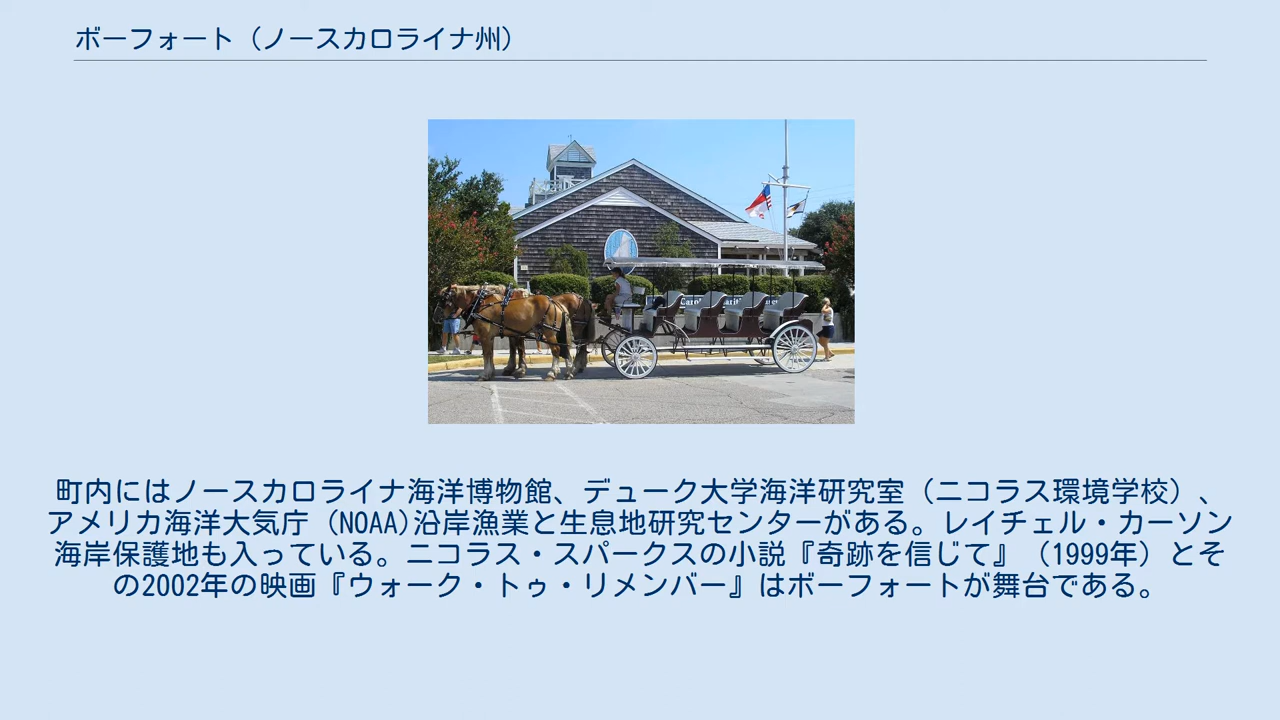 ボーフォート（ノースカロライナ州）
町内にはノースカロライナ海洋博物館、デューク大学海洋研究室（ニコラス環境学校）、
アメリカ海洋大気庁（NOAA)沿岸漁業と生息地研究センターがある。レイチェル・カーソン
海岸保護地も入っている。ニコラス・スパークスの小説『奇跡を信じて』（1999年）とそ
の2002年の映画『ウォーク・トゥ・リメンバー』はボーフォートが舞台である。